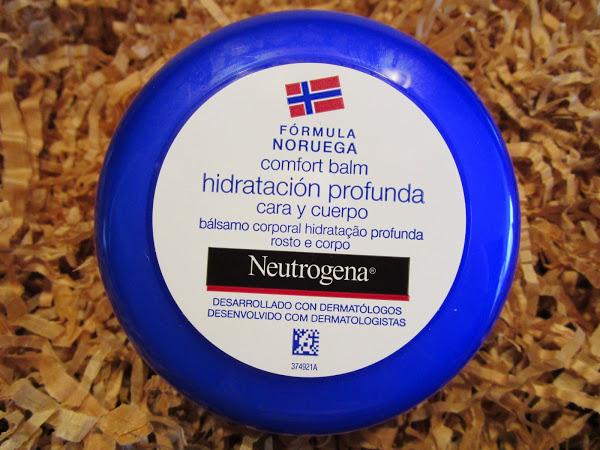 FÓRMULA
NORUEGA
comfort balm
hidratación profunda
cara y cuerpo
bálsamo corporal hidratação profunda
rosto e corpo
Neutrogena®
DESARROLLADO CON DERMATÓLOGOS
DESENVOLVIDO COM DERMATOLOGISTAS
374921A